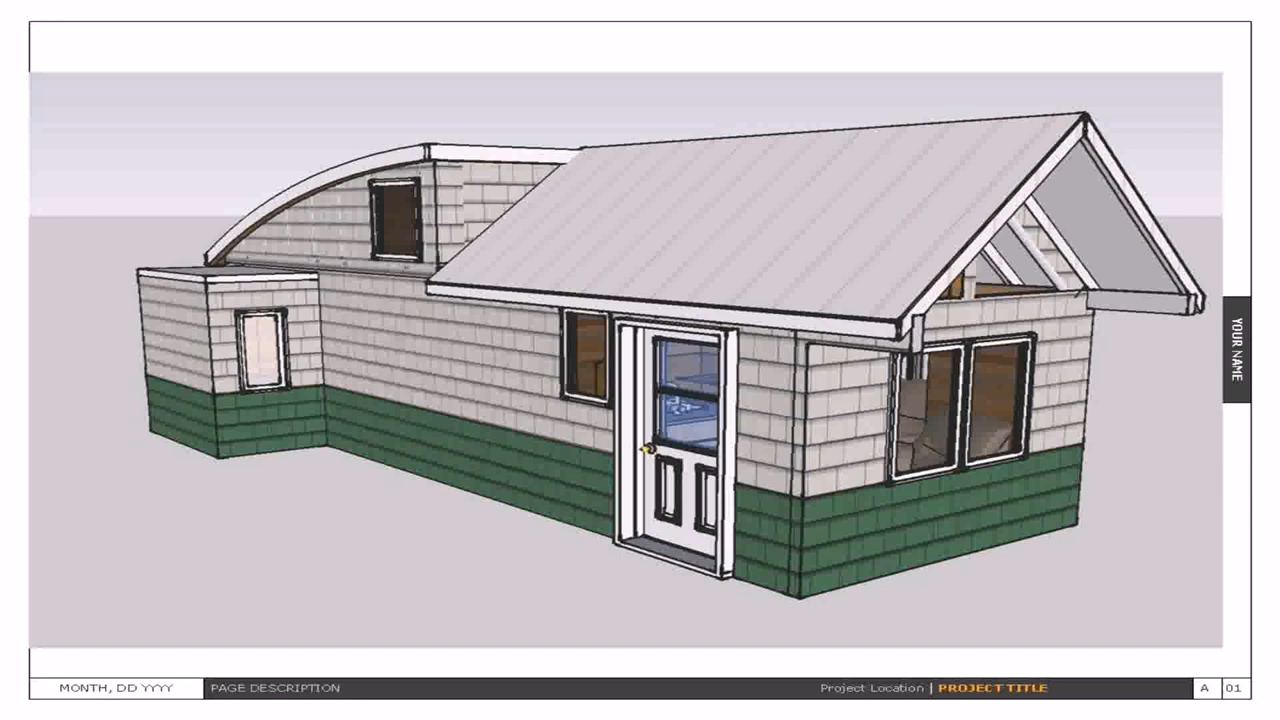 YOUR NAME
MONTH, DD YYYY
PAGE DESCRIPTION
Project Location | PROJECT TITLE
A 01